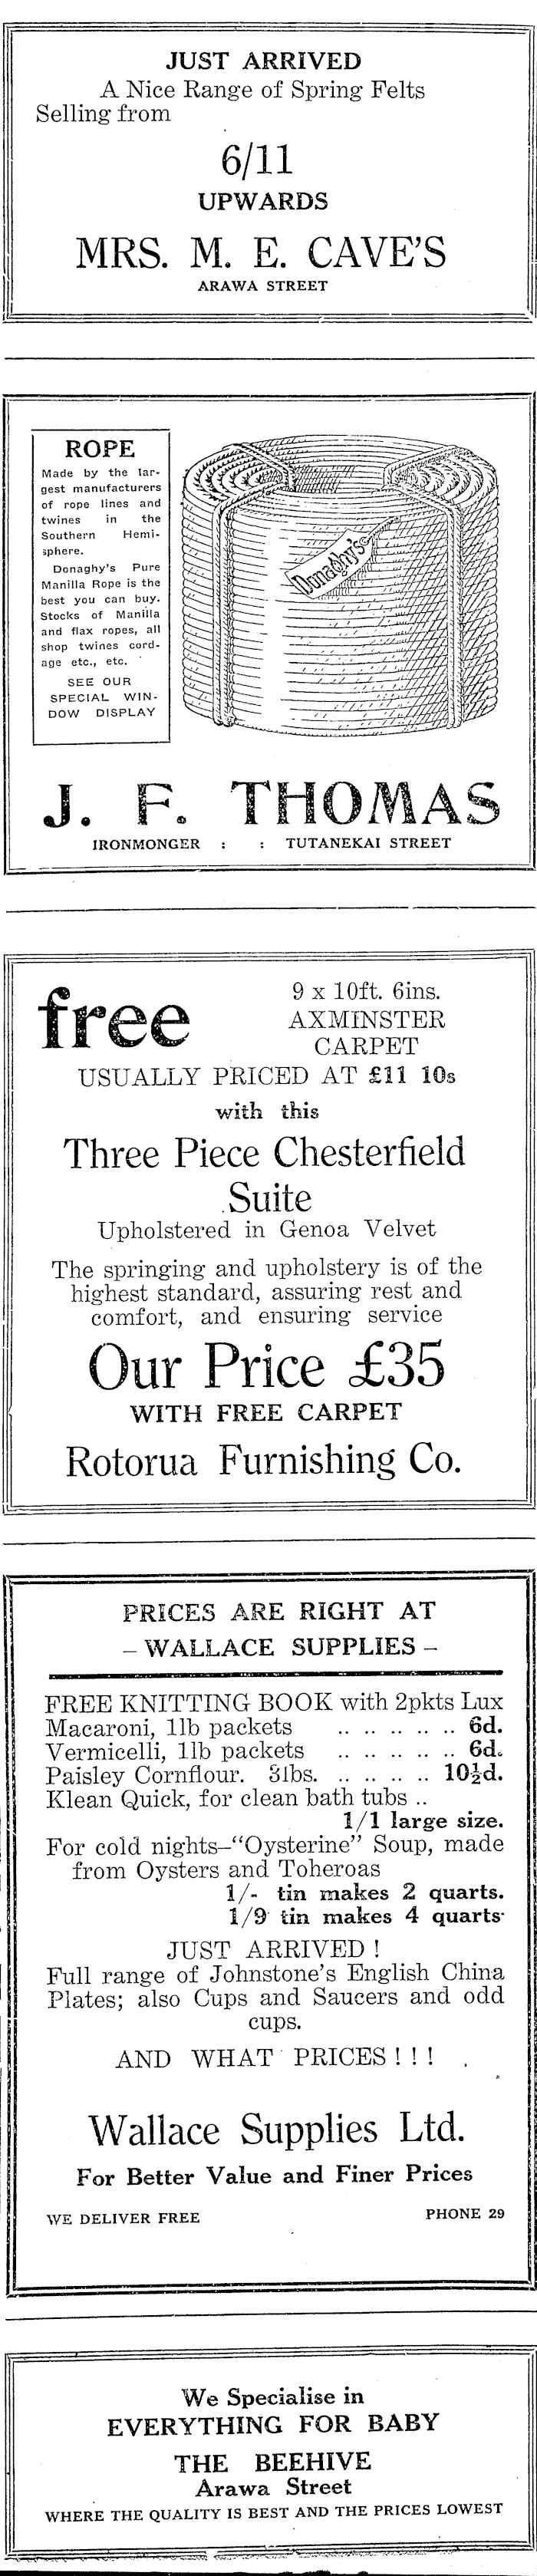 JUST ARRIVED
A Nice Range of Spring Felts
Selling from
6/11
UPWARDS
MRS. M. E. CAVE'S
ARAWA STREET
ROPE
Made by the lar-
gest manufacturers
of rope lines and
twines in the
Southern Hemi-
sphere.
Donaghy's Pure
Manilla Rope is the
best you can buy.
Stocks of Manilla
and flax ropes, all
shop twines cord-
age etc., etc.
SEE OUR
SPECIAL WIN-
DOW DISPLAY
Donaghy's
J. F. THOMAS
IRONMONGER : : TUTANEKAI STREET
free
9 x 10ft. 6ins.
AXMINSTER
CARPET
USUALLY PRICED AT £11 10s
with this
Three Piece Chesterfield
Suite
Upholstered in Genoa Velvet
The springing and upholstery is of the
highest standard, assuring rest and
comfort, and ensuring service
Our Price £35
WITH FREE CARPET
Rotorua Furnishing Co.
PRICES ARE RIGHT AT
– WALLACE SUPPLIES –
FREE KNITTING BOOK with 2pkts Lux
Macaroni, 1lb packets .. .. .. .. .. 6d.
Vermicelli, 1lb packets .. .. .. .. .. 6d.
Paisley Cornflour. 3lbs. .. .. .. .. 10½d.
Klean Quick, for clean bath tubs ..
1/1 large size.
For cold nights–"Oysterine" Soup, made
from Oysters and Toheroas
1/- tin makes 2 quarts.
1/9 tin makes 4 quarts·
JUST ARRIVED !
Full range of Johnstone's English China
Plates; also Cups and Saucers and odd
cups.
AND WHAT PRICES ! ! !
Wallace Supplies Ltd.
For Better Value and Finer Prices
WE DELIVER FREE PHONE 29
We Specialise in
EVERYTHING FOR BABY
THE BEEHIVE
Arawa Street
WHERE THE QUALITY IS BEST AND THE PRICES LOWEST